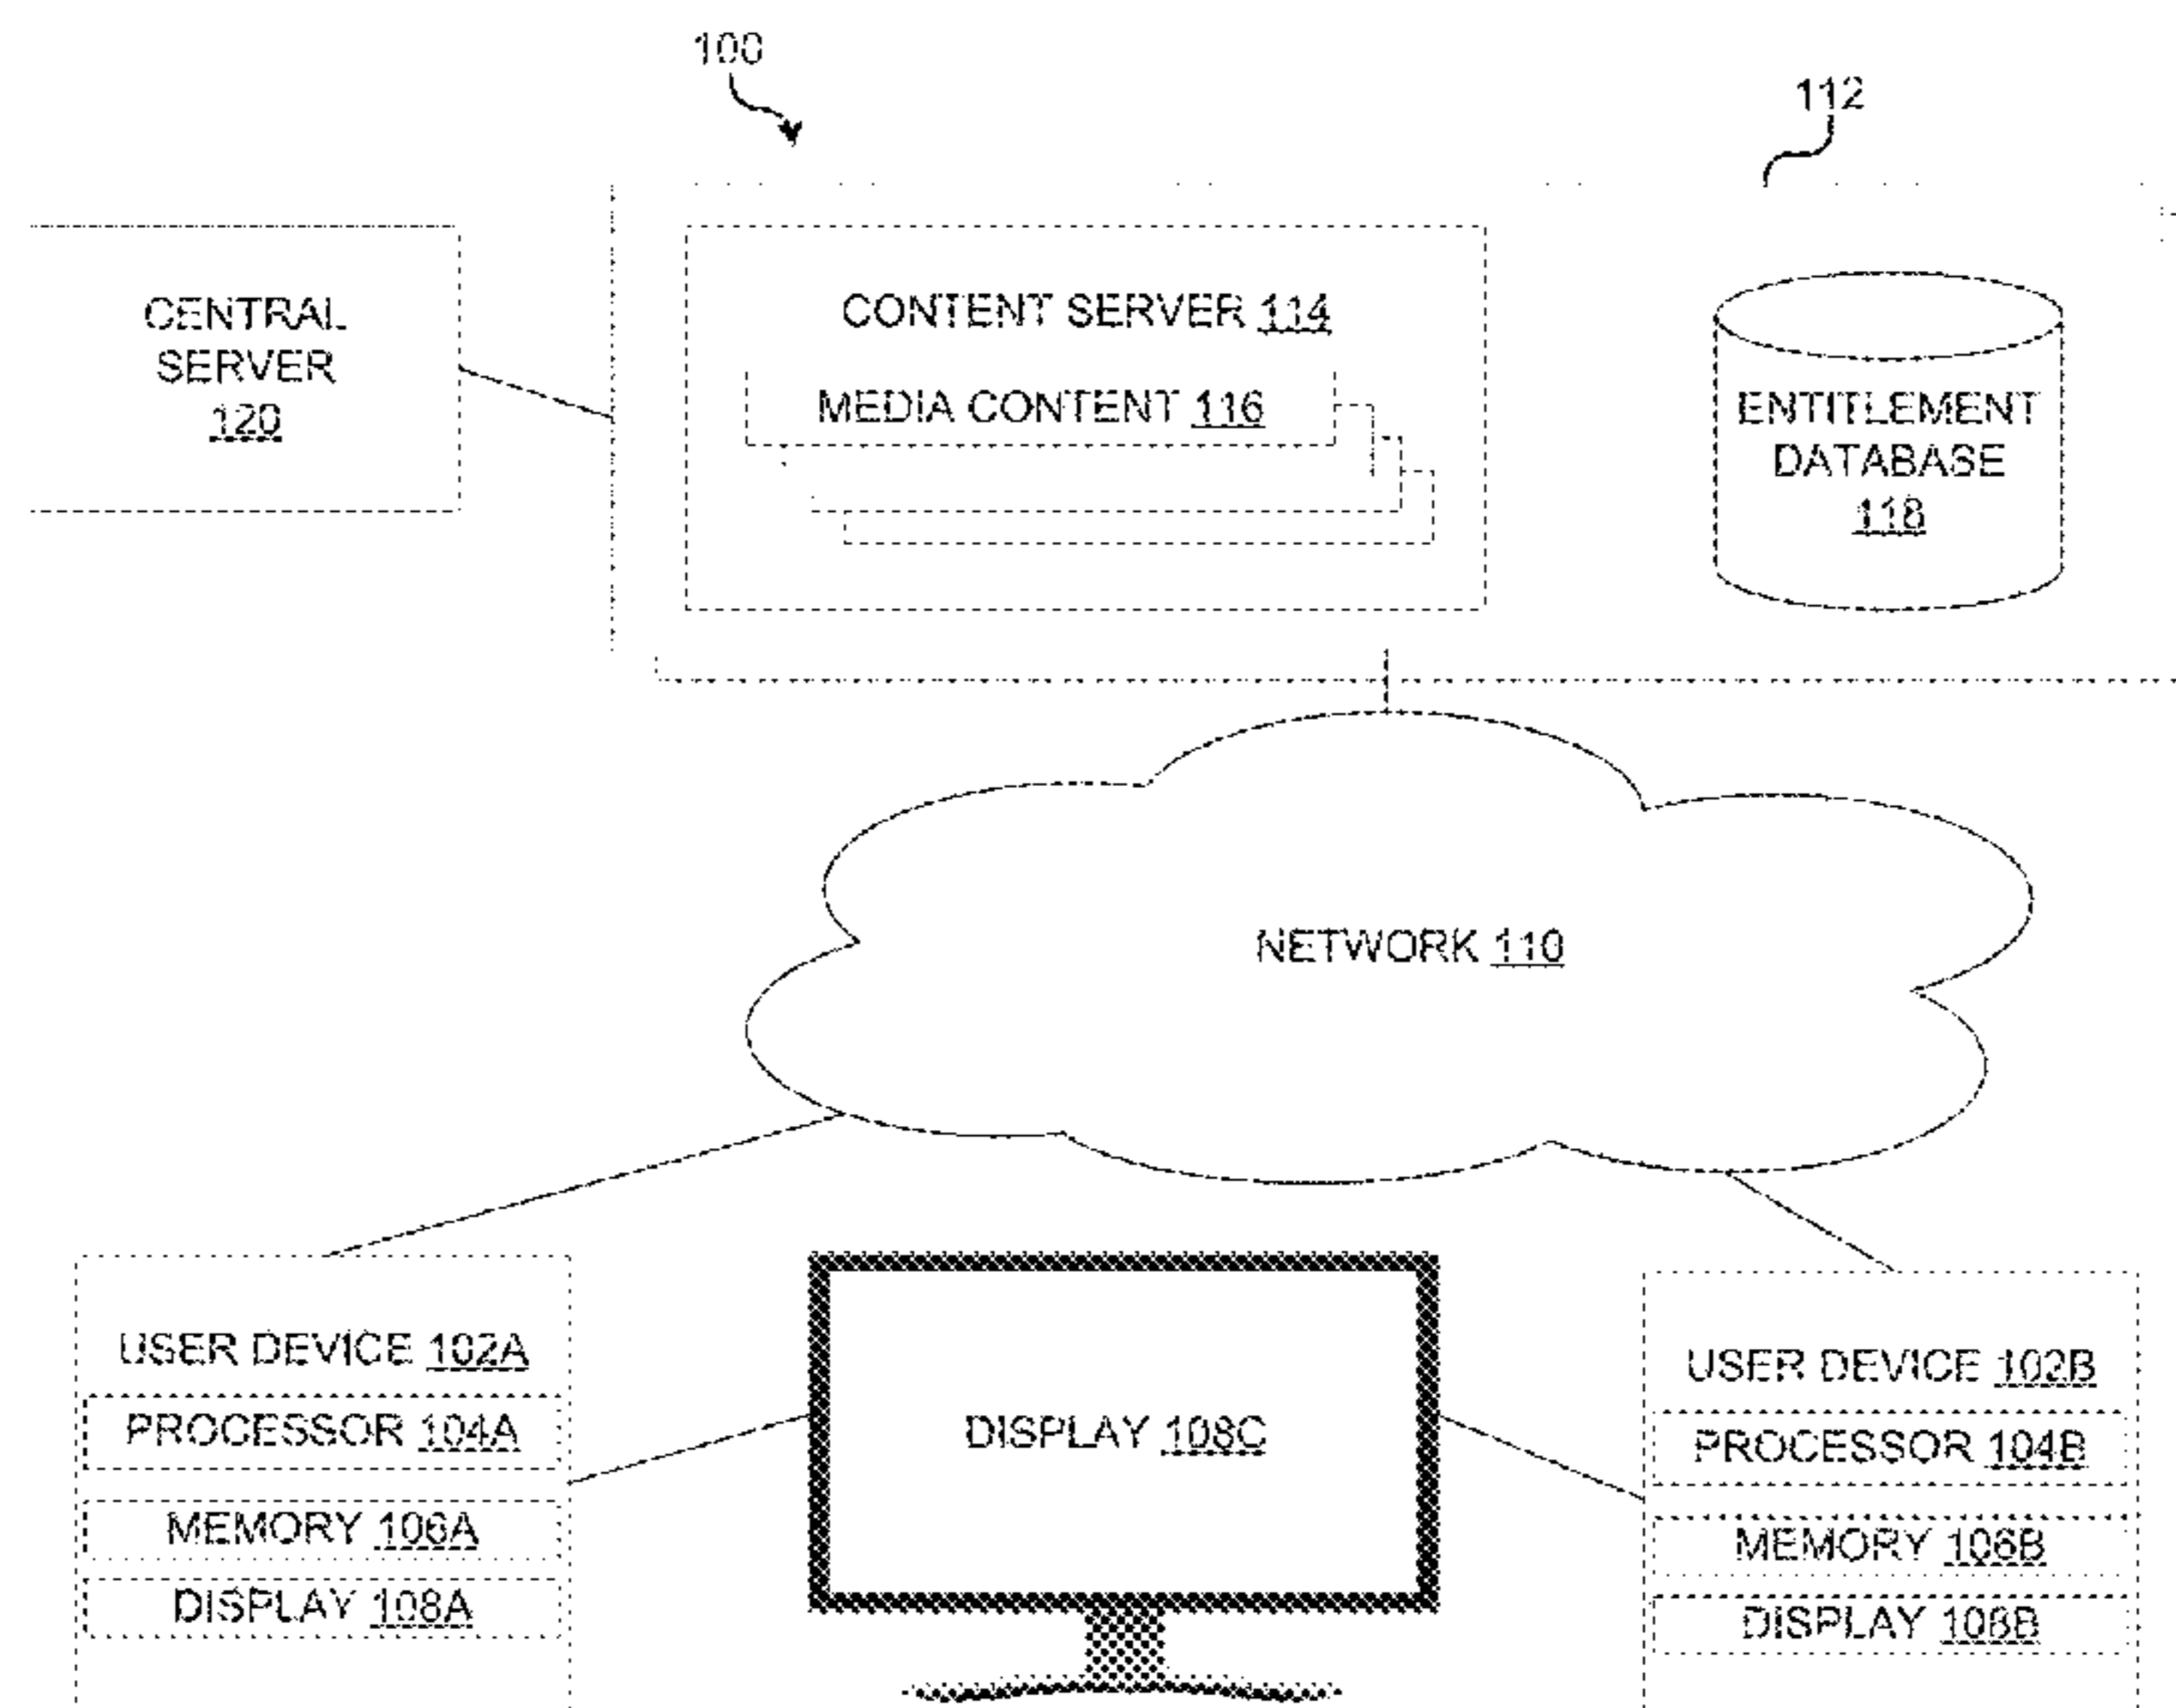 100
112
CENTRAL
SERVER
120
CONTENT SERVER 114
MEDIA CONTENT 116
ENTITLEMENT
DATABASE
118
NETWORK 110
USER DEVICE 102A
PROCESSOR 104A
MEMORY 106A
DISPLAY 108A
DISPLAY 108C
USER DEVICE 102B
PROCESSOR 104B
MEMORY 106B
DISPLAY 108B